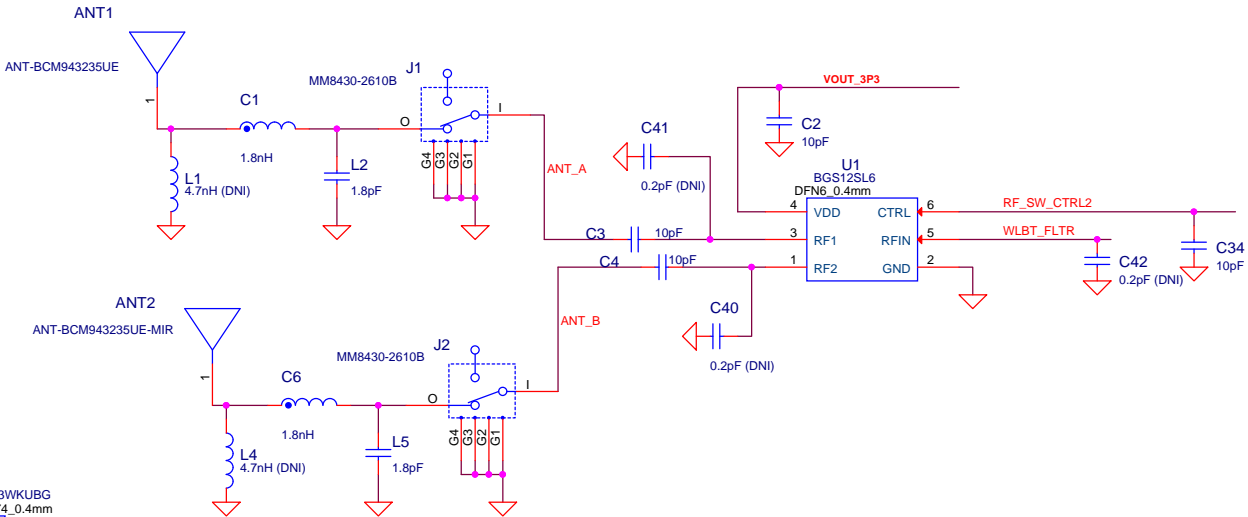 ANT1
ANT-BCM943235UE
1
C1
1.8nH
L1
4.7nH (DNI)
L2
1.8pF
MM8430-2610B
J1
O
I
G4
G3
G2
G1
ANT_A
C41
0.2pF (DNI)
C3
10pF
C4
10pF
VOUT_3P3
C2
10pF
U1
BGS12SL6
DFN6_0.4mm
4
VDD
CTRL
6
RF_SW_CTRL2
3
RF1
RFIN
5
WLBT_FLTR
1
RF2
GND
2
C34
10pF
C42
0.2pF (DNI)
ANT2
ANT-BCM943235UE-MIR
1
C6
1.8nH
L4
4.7nH (DNI)
L5
1.8pF
MM8430-2610B
J2
O
I
G4
G3
G2
G1
ANT_B
C40
0.2pF (DNI)
WKUBG
4_0.4mm